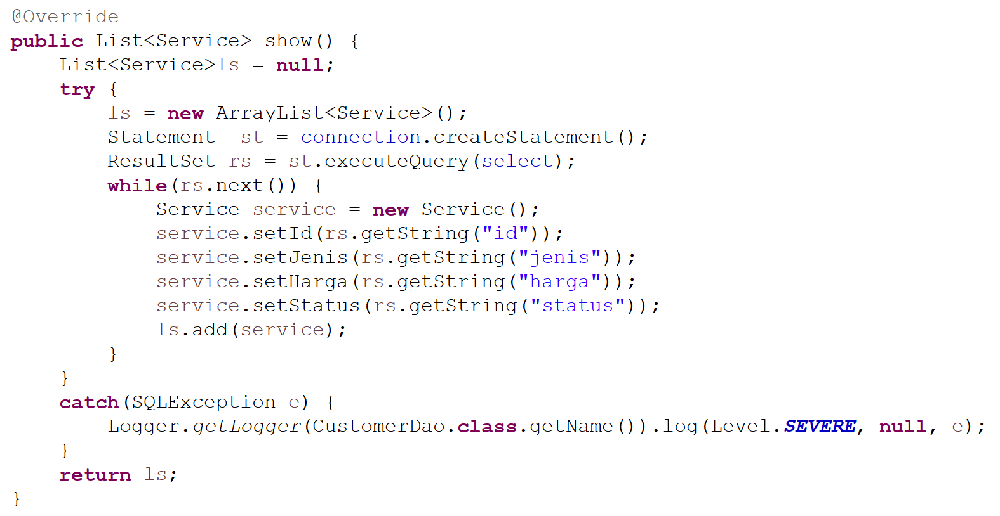 @Override
public List<Service> show() {
    List<Service>ls = null;
    try {
        ls = new ArrayList<Service>();
        Statement  st = connection.createStatement();
        ResultSet rs = st.executeQuery(select);
        while(rs.next()) {
            Service service = new Service();
            service.setId(rs.getString("id"));
            service.setJenis(rs.getString("jenis"));
            service.setHarga(rs.getString("harga"));
            service.setStatus(rs.getString("status"));
            ls.add(service);
        }
    }
    catch(SQLException e) {
        Logger.getLogger(CustomerDao.class.getName()).log(Level.SEVERE, null, e);
    }
    return ls;
}